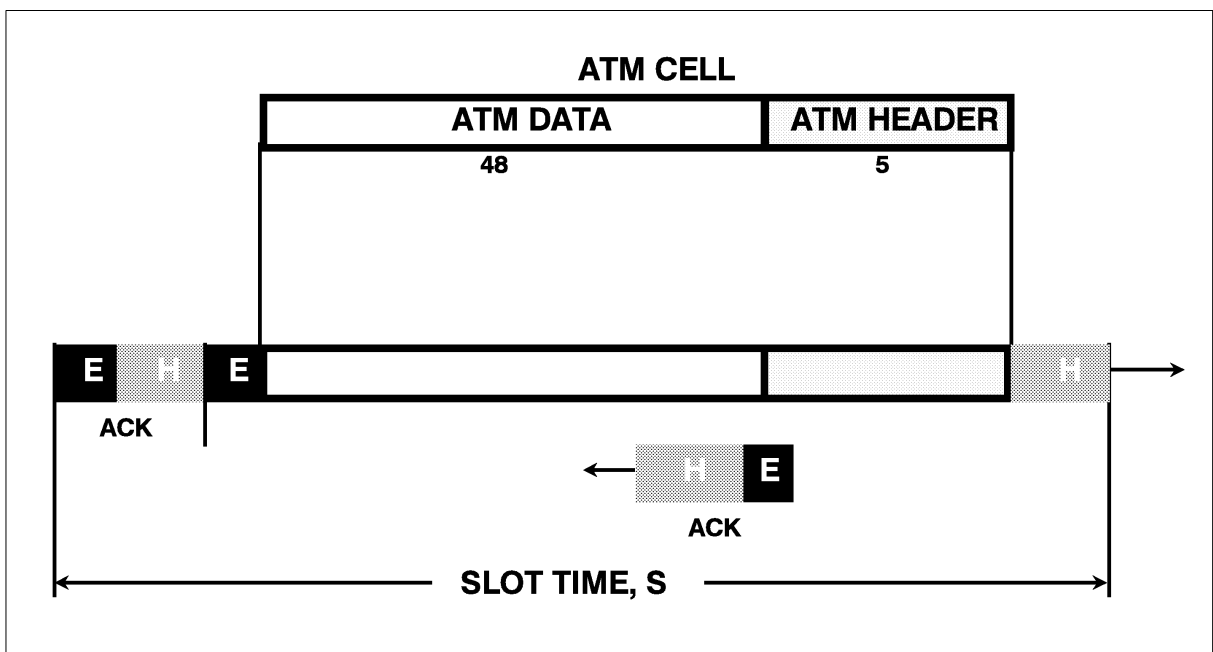 ATM CELL
ATM DATA ATM HEADER
48 5
E H E H
ACK
H E
ACK
SLOT TIME, S